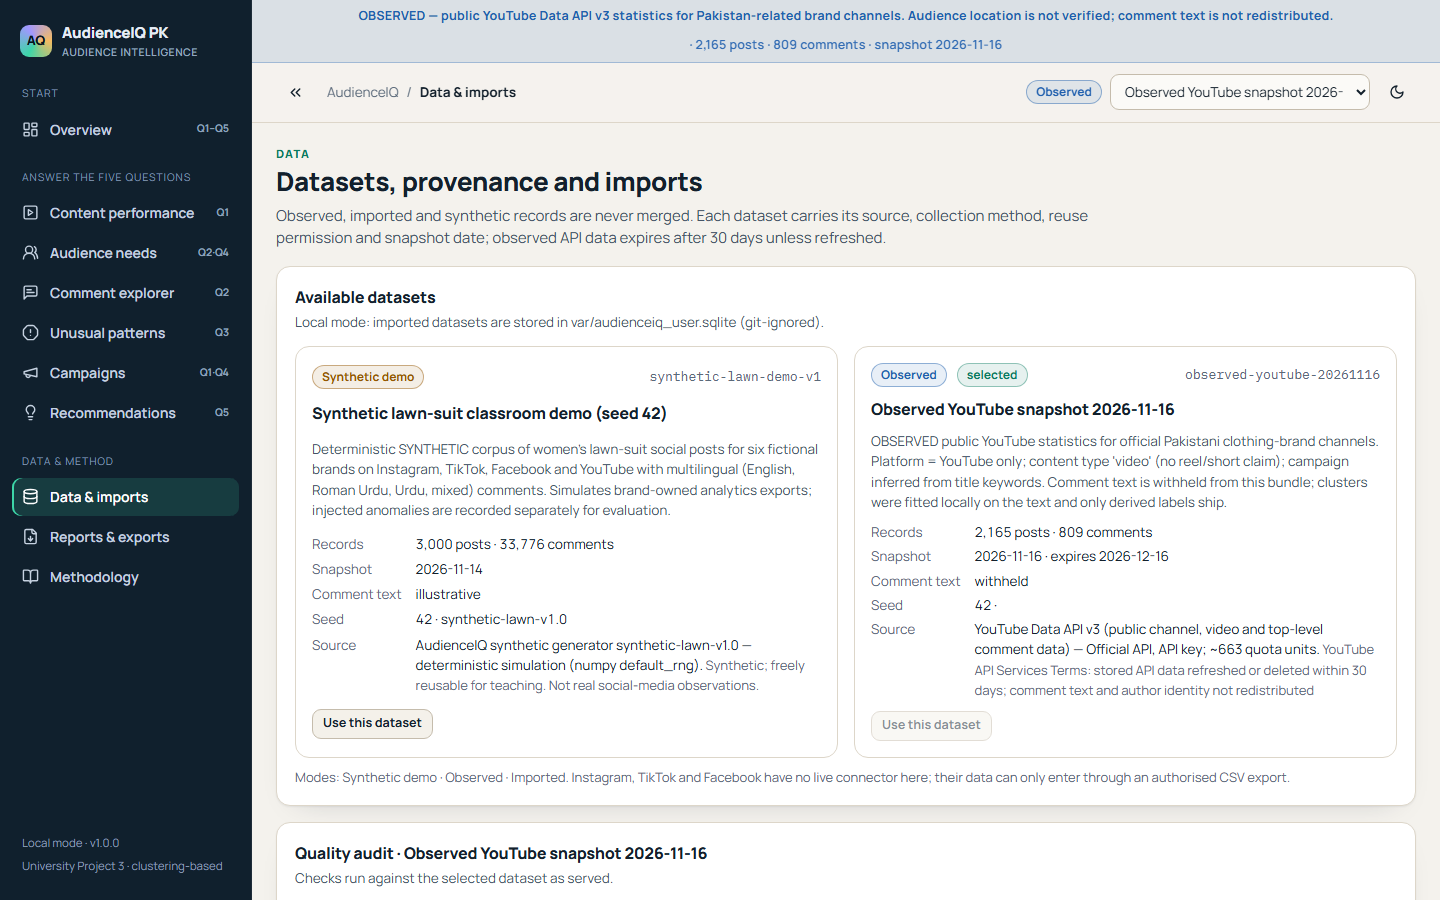 AQ
AudienceIQ PK
AUDIENCE INTELLIGENCE
START
Overview Q1–Q5
ANSWER THE FIVE QUESTIONS
Content performance Q1
Audience needs Q2·Q4
Comment explorer Q2
Unusual patterns Q3
Campaigns Q1·Q4
Recommendations Q5
DATA & METHOD
Data & imports
Reports & exports
Methodology
Local mode · v1.0.0
University Project 3 · clustering-based
OBSERVED — public YouTube Data API v3 statistics for Pakistan-related brand channels. Audience location is not verified; comment text is not redistributed.
· 2,165 posts · 809 comments · snapshot 2026-11-16
AudienceIQ / Data & imports
Observed
Observed YouTube snapshot 2026-
DATA
Datasets, provenance and imports
Observed, imported and synthetic records are never merged. Each dataset carries its source, collection method, reuse
permission and snapshot date; observed API data expires after 30 days unless refreshed.
Available datasets
Local mode: imported datasets are stored in var/audienceiq_user.sqlite (git-ignored).
Synthetic demo synthetic-lawn-demo-v1
Synthetic lawn-suit classroom demo (seed 42)
Deterministic SYNTHETIC corpus of women's lawn-suit social posts for six fictional
brands on Instagram, TikTok, Facebook and YouTube with multilingual (English,
Roman Urdu, Urdu, mixed) comments. Simulates brand-owned analytics exports;
injected anomalies are recorded separately for evaluation.
Records 3,000 posts · 33,776 comments
Snapshot 2026-11-14
Comment text illustrative
Seed 42 · synthetic-lawn-v1.0
Source AudienceIQ synthetic generator synthetic-lawn-v1.0 —
deterministic simulation (numpy default_rng). Synthetic; freely
reusable for teaching. Not real social-media observations.
Use this dataset
Observed selected observed-youtube-20261116
Observed YouTube snapshot 2026-11-16
OBSERVED public YouTube statistics for official Pakistani clothing-brand channels.
Platform = YouTube only; content type 'video' (no reel/short claim); campaign
inferred from title keywords. Comment text is withheld from this bundle; clusters
were fitted locally on the text and only derived labels ship.
Records 2,165 posts · 809 comments
Snapshot 2026-11-16 · expires 2026-12-16
Comment text withheld
Seed 42 ·
Source YouTube Data API v3 (public channel, video and top-level
comment data) — Official API, API key; ~663 quota units. YouTube
API Services Terms: stored API data refreshed or deleted within 30
days; comment text and author identity not redistributed
Use this dataset
Modes: Synthetic demo · Observed · Imported. Instagram, TikTok and Facebook have no live connector here; their data can only enter through an authorised CSV export.
Quality audit · Observed YouTube snapshot 2026-11-16
Checks run against the selected dataset as served.